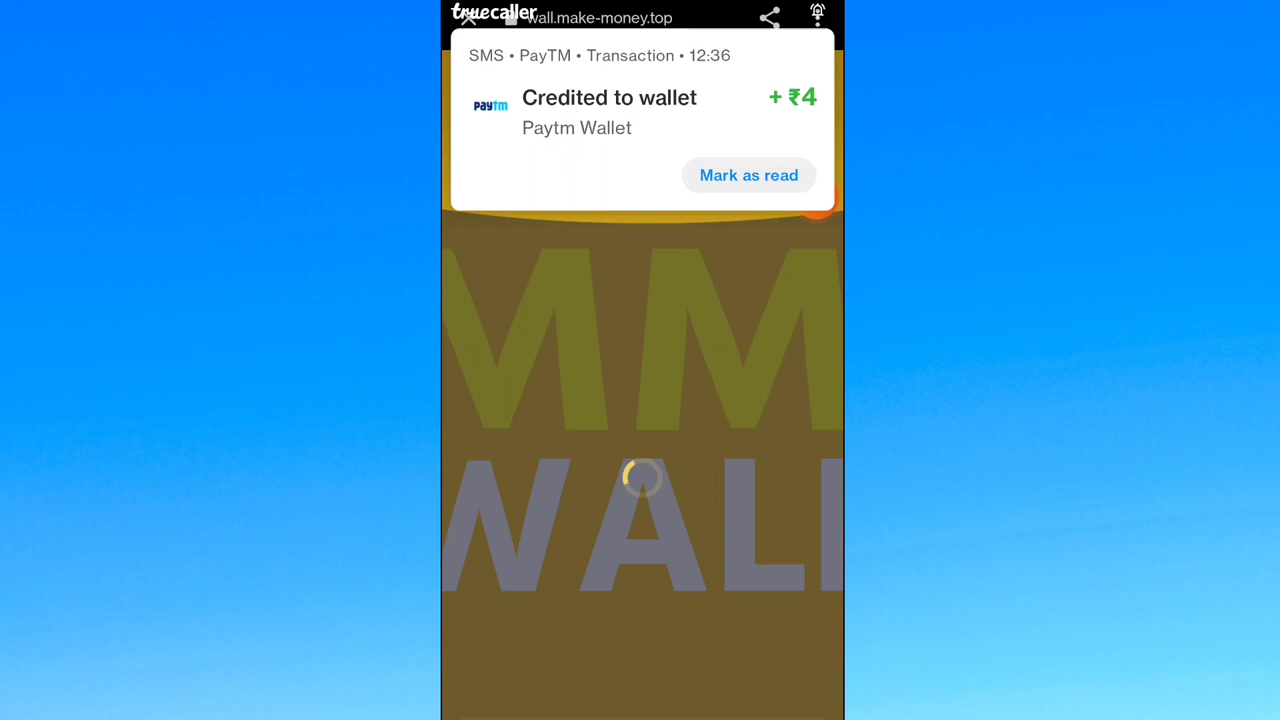 truecaller
wall.make-money.top
SMS • PayTM • Transaction • 12:36
Credited to wallet + ₹4
paytm
Paytm Wallet
Mark as read
MM
WALL